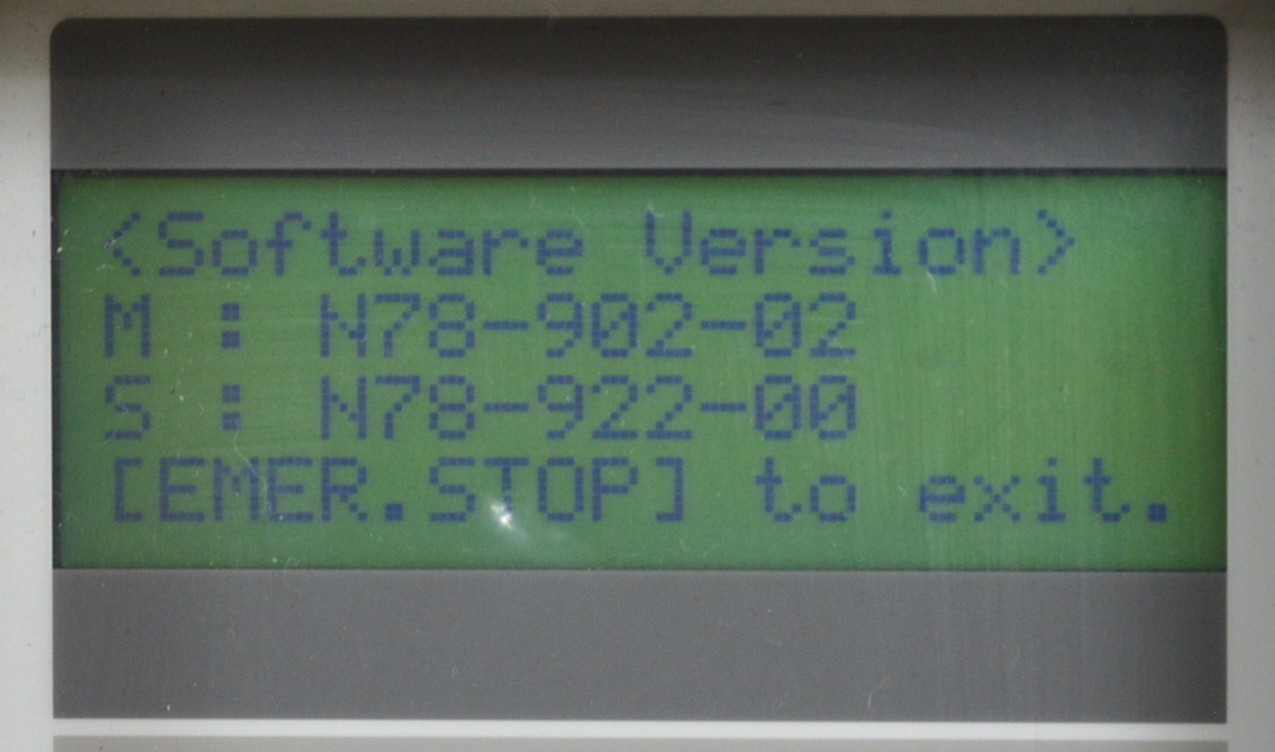 <Software Version>
M : N78-902-02
S : N78-922-00
[EMER.STOP] to exit.